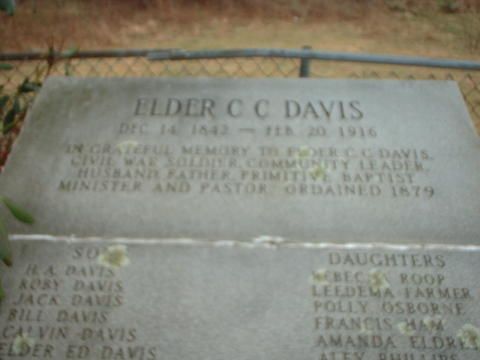 ELDER C C DAVIS
DEC. 14, 1842 — FEB. 20, 1916
IN GRATEFUL MEMORY TO ELDER C C DAVIS,
CIVIL WAR SOLDIER, COMMUNITY LEADER,
HUSBAND, FATHER, PRIMITIVE BAPTIST
MINISTER AND PASTOR ORDAINED 1879
H. A. DAVIS
ROBY DAVIS
JACK DAVIS
BILL DAVIS
CALVIN DAVIS
ELDER ED DAVIS
DAUGHTERS
ROOP
LEEDEMA FARMER
POLLY OSBORNE
FRANCIS HAM
AMANDA